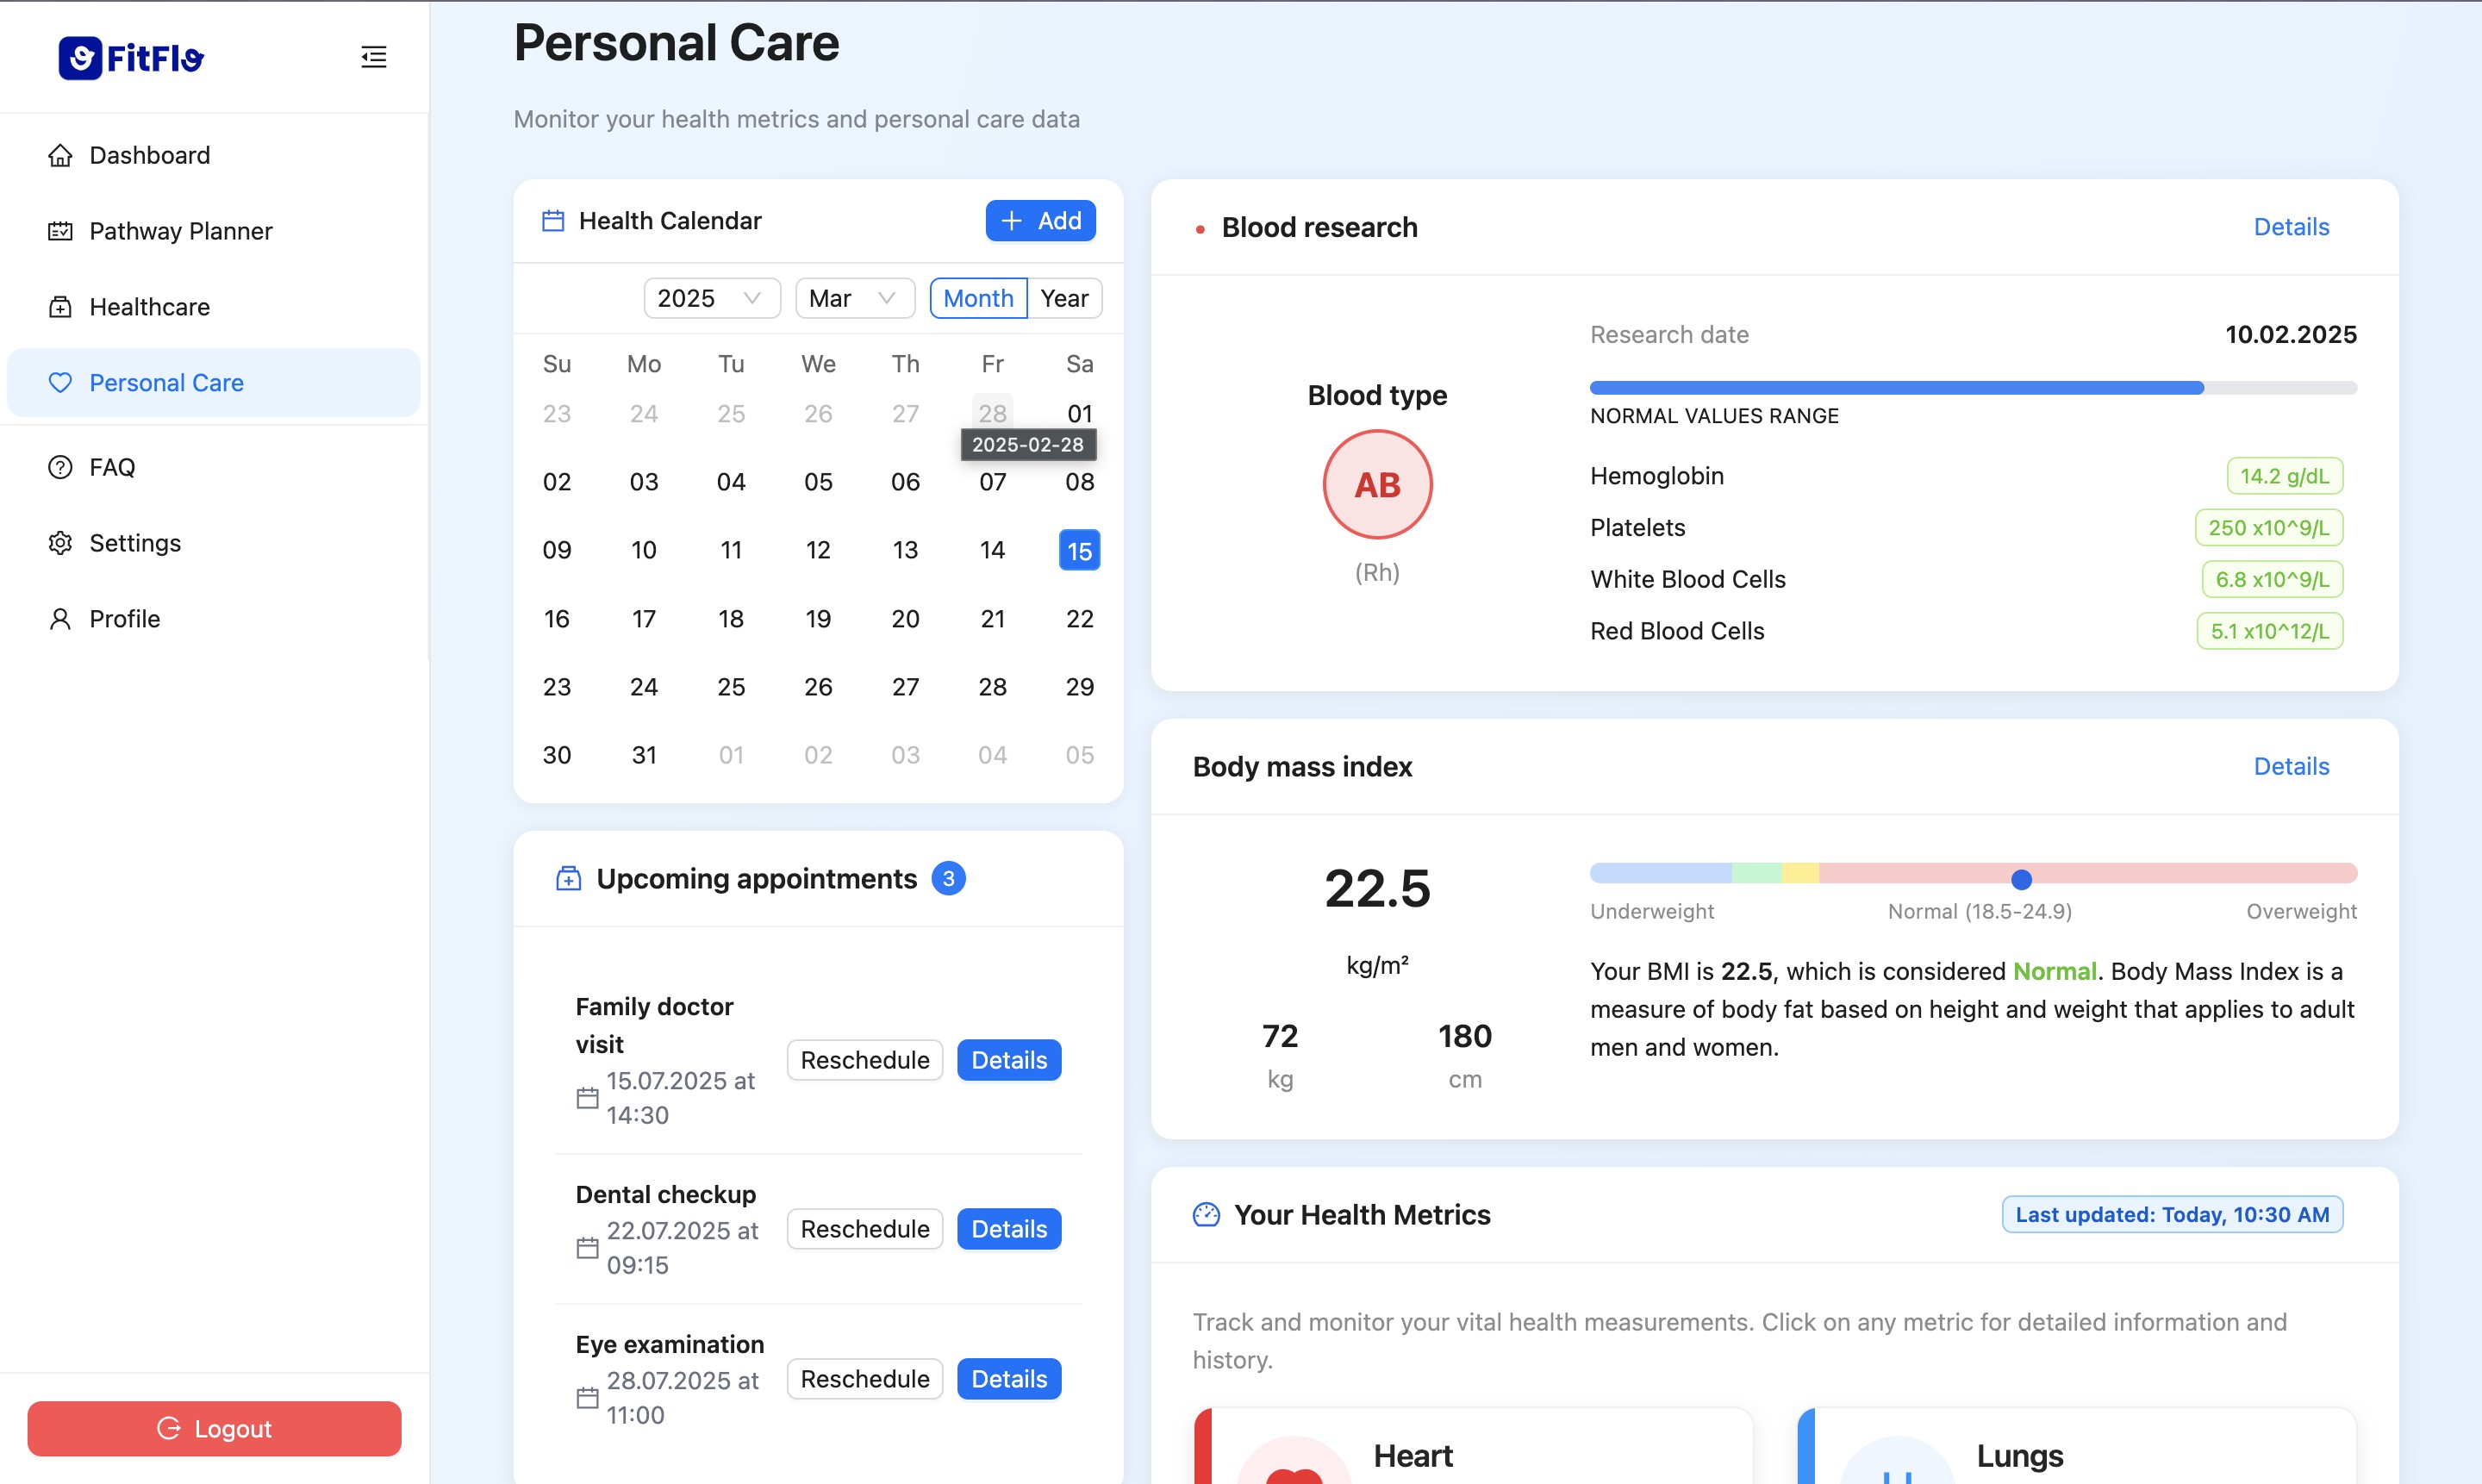 FitFlo
Dashboard
Pathway Planner
Healthcare
Personal Care
FAQ
Settings
Profile
Logout
Personal Care
Monitor your health metrics and personal care data
Health Calendar
Add
2025 Mar Month Year
Su Mo Tu We Th Fr Sa
23 24 25 26 27 28 01
2025-02-28
02 03 04 05 06 07 08
09 10 11 12 13 14 15
16 17 18 19 20 21 22
23 24 25 26 27 28 29
30 31 01 02 03 04 05
Upcoming appointments 3
Family doctor
visit
15.07.2025 at
14:30
Reschedule Details
Dental checkup
22.07.2025 at
09:15
Reschedule Details
Eye examination
28.07.2025 at
11:00
Reschedule Details
Blood research
Details
Blood type
AB
(Rh)
Research date 10.02.2025
NORMAL VALUES RANGE
Hemoglobin 14.2 g/dL
Platelets 250 x10^9/L
White Blood Cells 6.8 x10^9/L
Red Blood Cells 5.1 x10^12/L
Body mass index
Details
22.5
kg/m²
72 180
kg cm
Underweight Normal (18.5-24.9) Overweight
Your BMI is 22.5, which is considered Normal. Body Mass Index is a
measure of body fat based on height and weight that applies to adult
men and women.
Your Health Metrics
Last updated: Today, 10:30 AM
Track and monitor your vital health measurements. Click on any metric for detailed information and
history.
Heart
Lungs